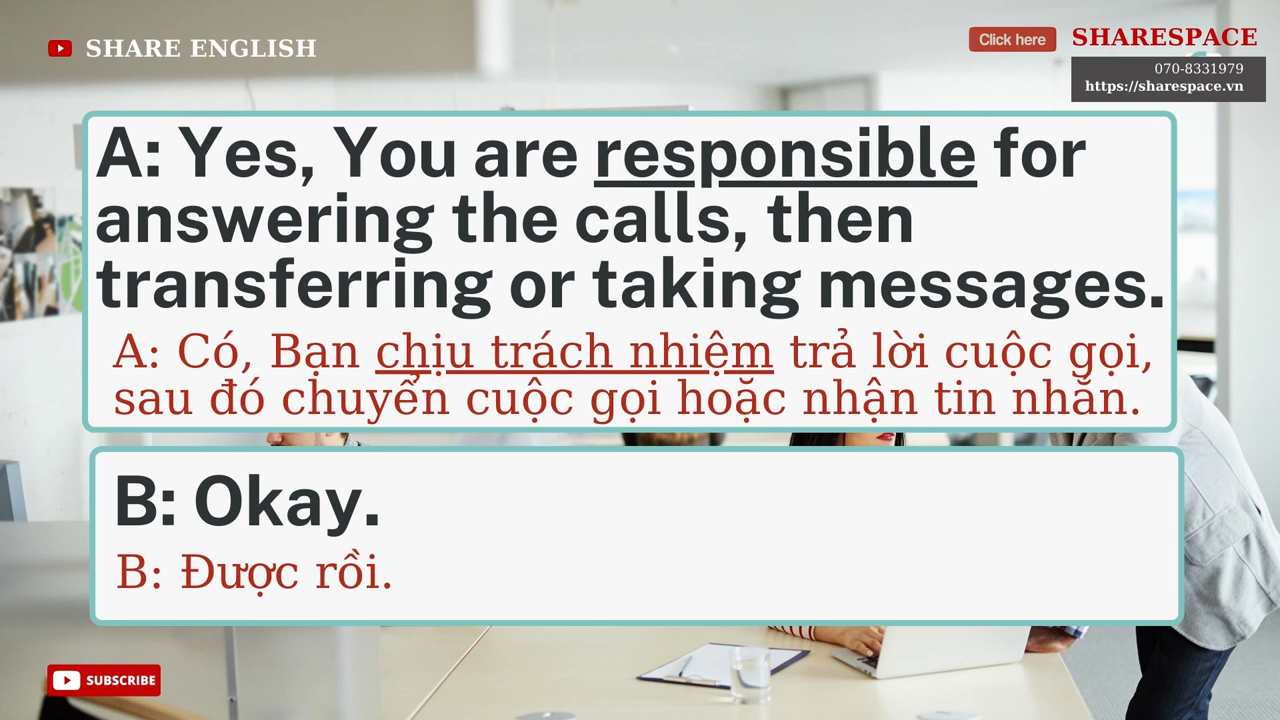 SHARE ENGLISH
Click here
SHARESPACE
070-8331979
https://sharespace.vn
A: Yes, You are responsible for
answering the calls, then
transferring or taking messages.
A: Có, Bạn chịu trách nhiệm trả lời cuộc gọi,
sau đó chuyển cuộc gọi hoặc nhận tin nhắn.
B: Okay.
B: Được rồi.
SUBSCRIBE